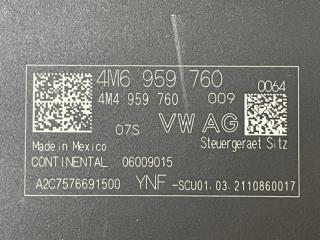 4M6 959 760
4M4 959 760 009 0064
07S VW AG
Made in Mexico Steuergeraet Sitz
CONTINENTAL 06009015
A2C7576691500 YNF -SCU01.03.2110860017